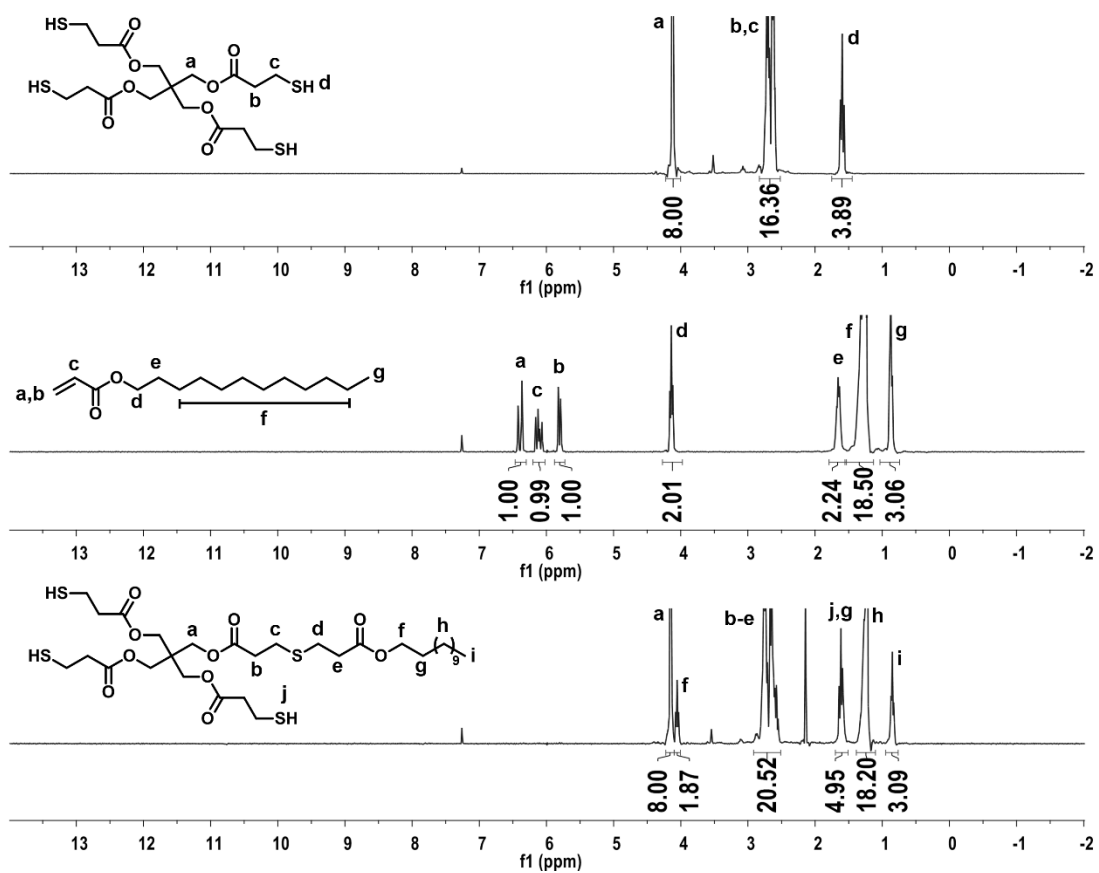 HS O O a O c SH d
O b
HS O O O
O SH
a b,c d
8.00 16.36 3.89
13 12 11 10 9 8 7 6 5 4 3 2 1 0 -1 -2
f1 (ppm)
c e g
a,b O d
O f
a c b d e f g
1.00 0.99 1.00 2.01 2.24 18.50 3.06
13 12 11 10 9 8 7 6 5 4 3 2 1 0 -1 -2
f1 (ppm)
HS O O a O c d O f h
O b S e O g 9 i
HS O O O j
O SH
a f b-e j,g h i
8.00 1.87 20.52 4.95 18.20 3.09
13 12 11 10 9 8 7 6 5 4 3 2 1 0 -1 -2
f1 (ppm)